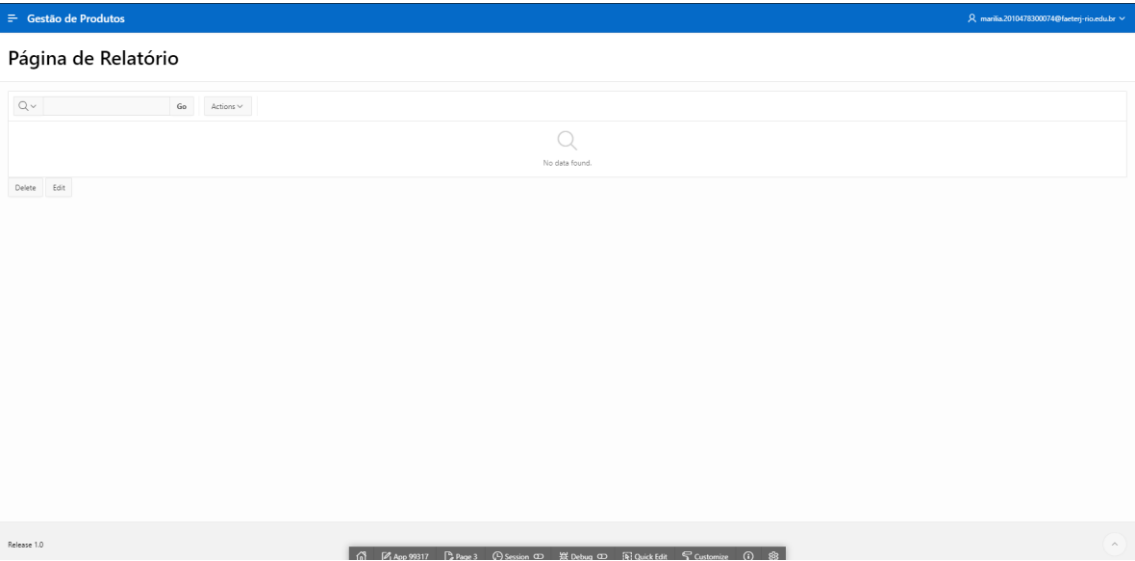 Gestão de Produtos
marilia.2010478300074@faeterj-rio.edu.br
Página de Relatório
Go Actions
No data found.
Delete Edit
Release 1.0
App 99317 Page 3 Session Debug Quick Edit Customize